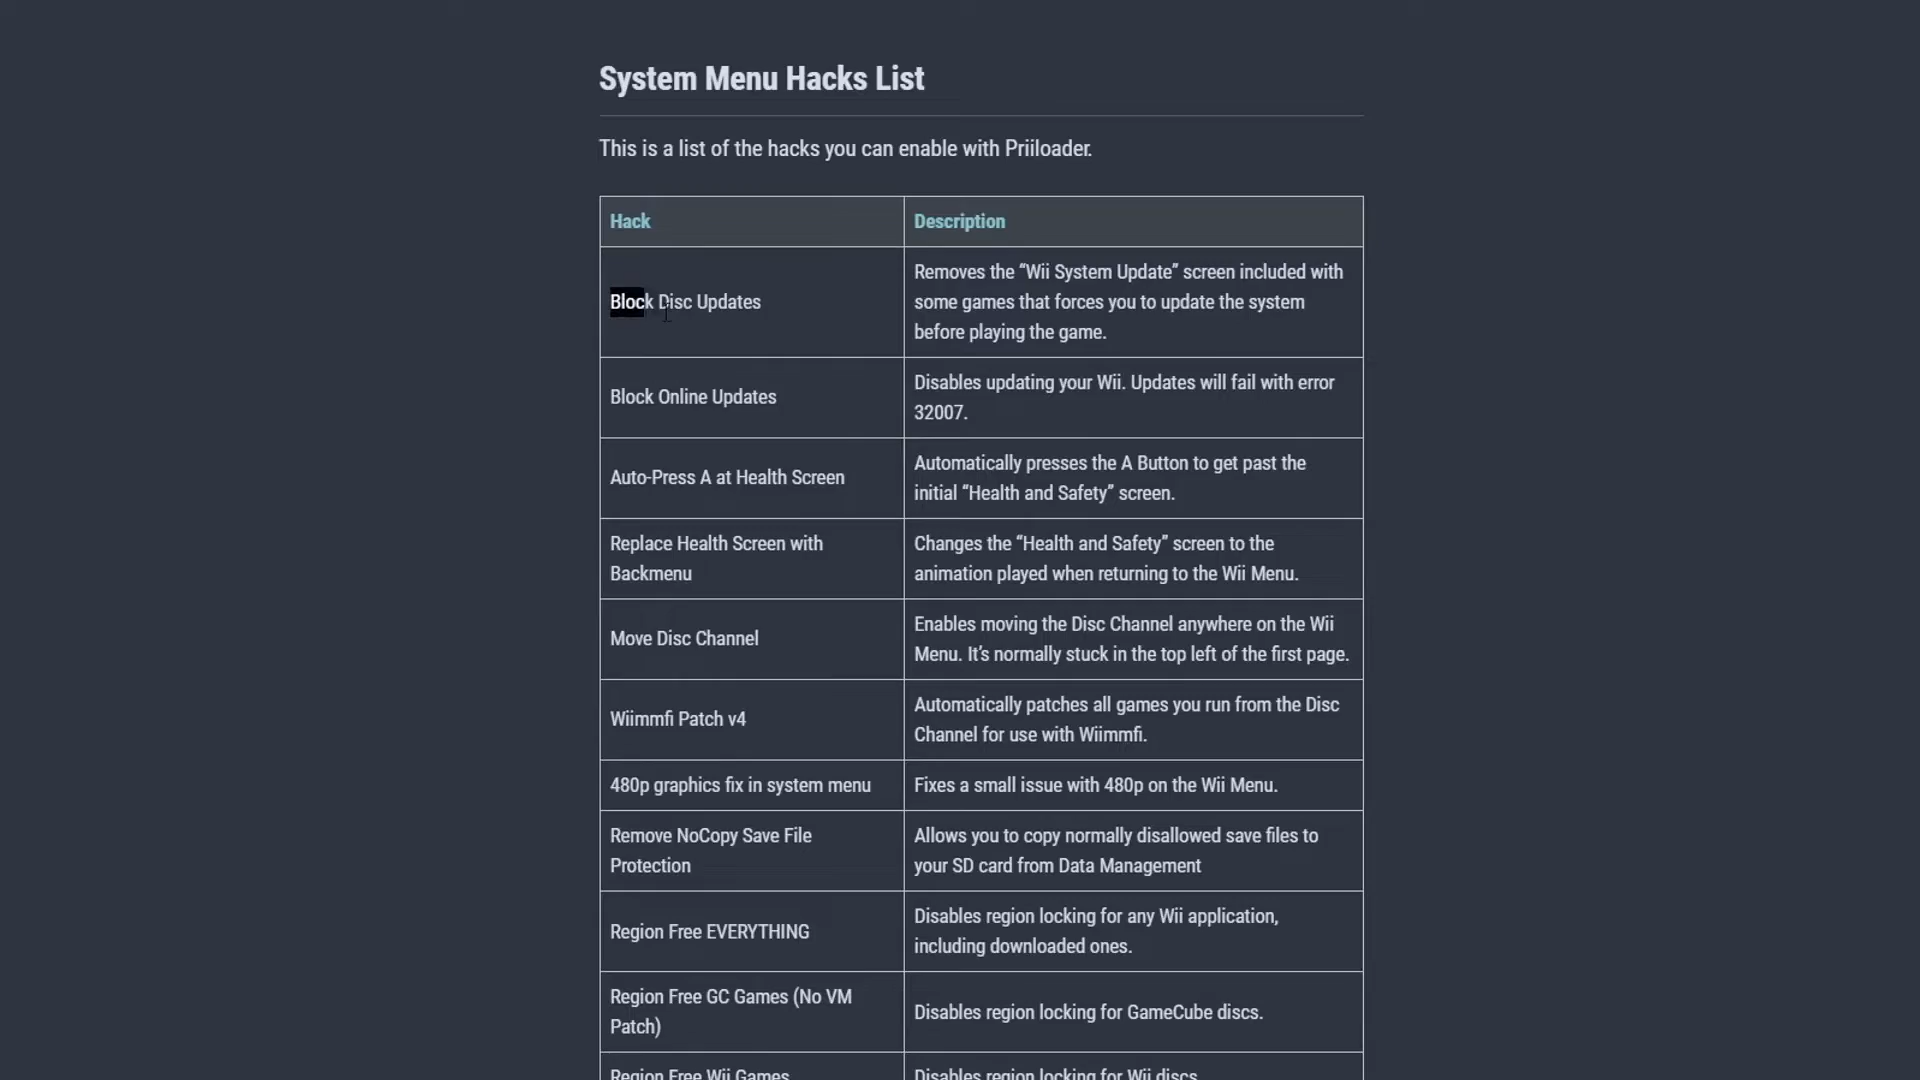 System Menu Hacks List
This is a list of the hacks you can enable with Priiloader.
Hack
Description
Block Disc Updates
Removes the “Wii System Update” screen included with
some games that forces you to update the system
before playing the game.
Block Online Updates
Disables updating your Wii. Updates will fail with error
32007.
Auto-Press A at Health Screen
Automatically presses the A Button to get past the
initial “Health and Safety” screen.
Replace Health Screen with
Backmenu
Changes the “Health and Safety” screen to the
animation played when returning to the Wii Menu.
Move Disc Channel
Enables moving the Disc Channel anywhere on the Wii
Menu. It’s normally stuck in the top left of the first page.
Wiimmfi Patch v4
Automatically patches all games you run from the Disc
Channel for use with Wiimmfi.
480p graphics fix in system menu
Fixes a small issue with 480p on the Wii Menu.
Remove NoCopy Save File
Protection
Allows you to copy normally disallowed save files to
your SD card from Data Management
Region Free EVERYTHING
Disables region locking for any Wii application,
including downloaded ones.
Region Free GC Games (No VM
Patch)
Disables region locking for GameCube discs.
Region Free Wii Games
Disables region locking for Wii discs.